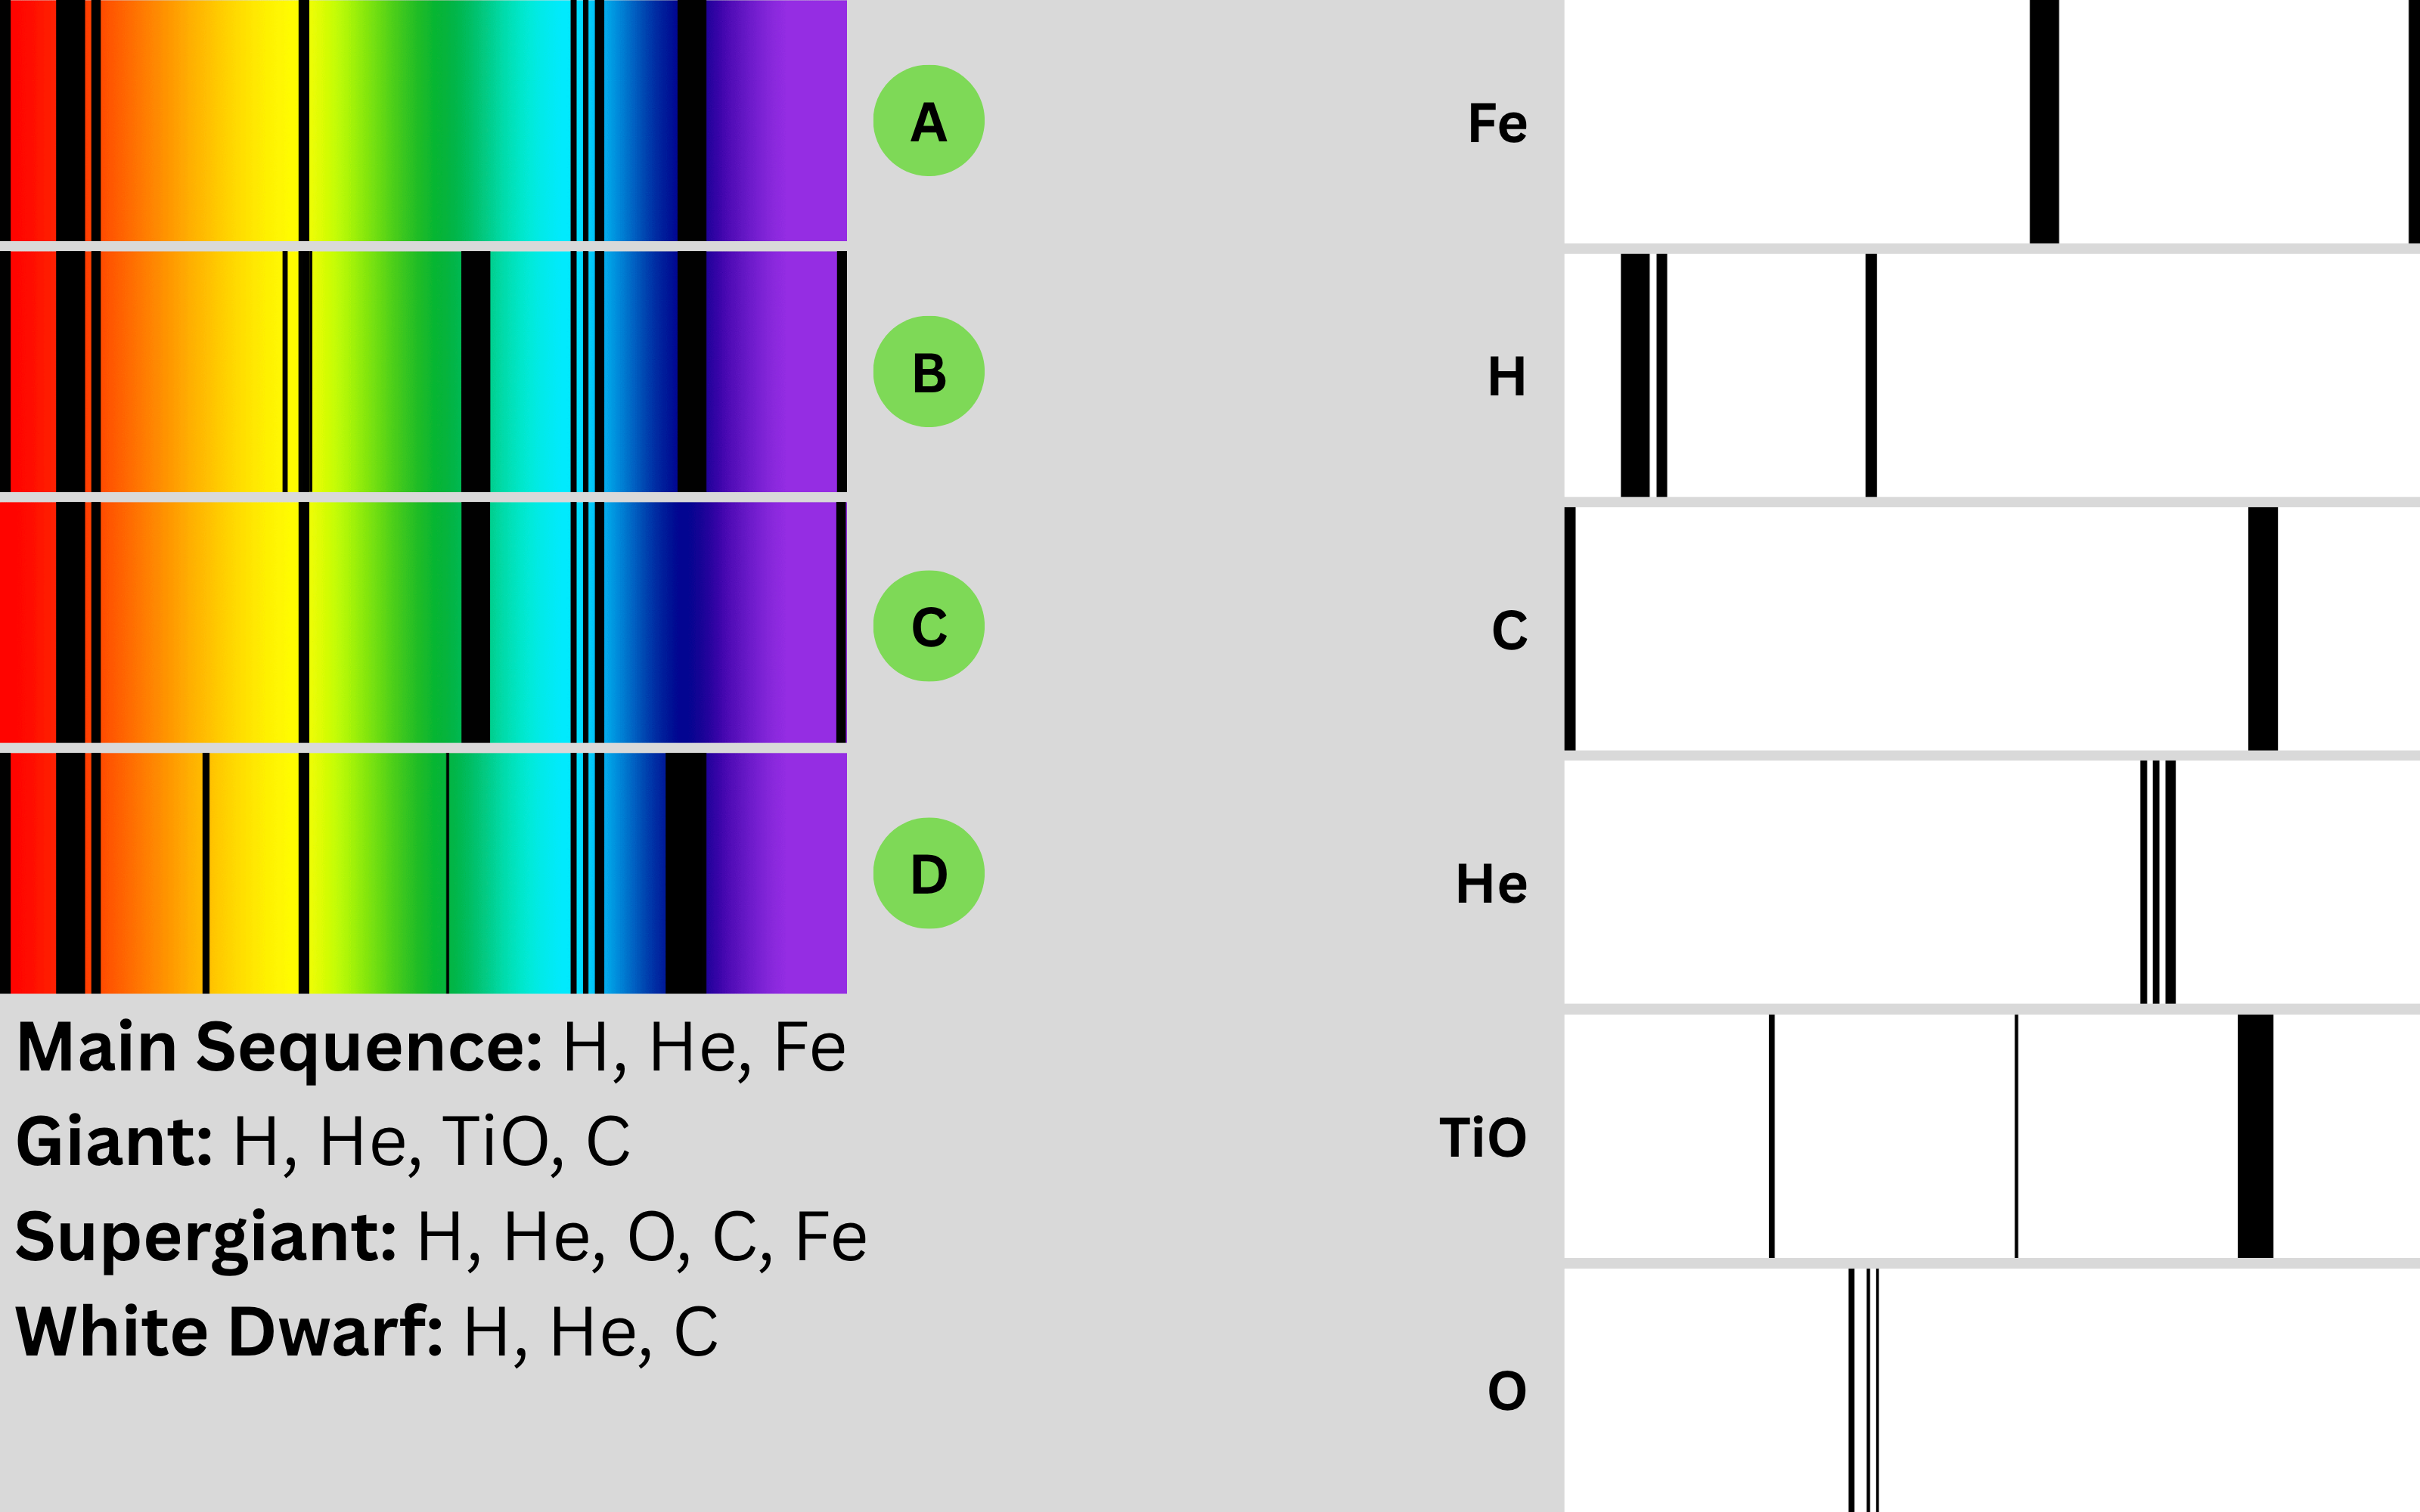 A
B
C
D
Main Sequence: H, He, Fe
Giant: H, He, TiO, C
Supergiant: H, He, O, C, Fe
White Dwarf: H, He, C
Fe
H
C
He
TiO
O